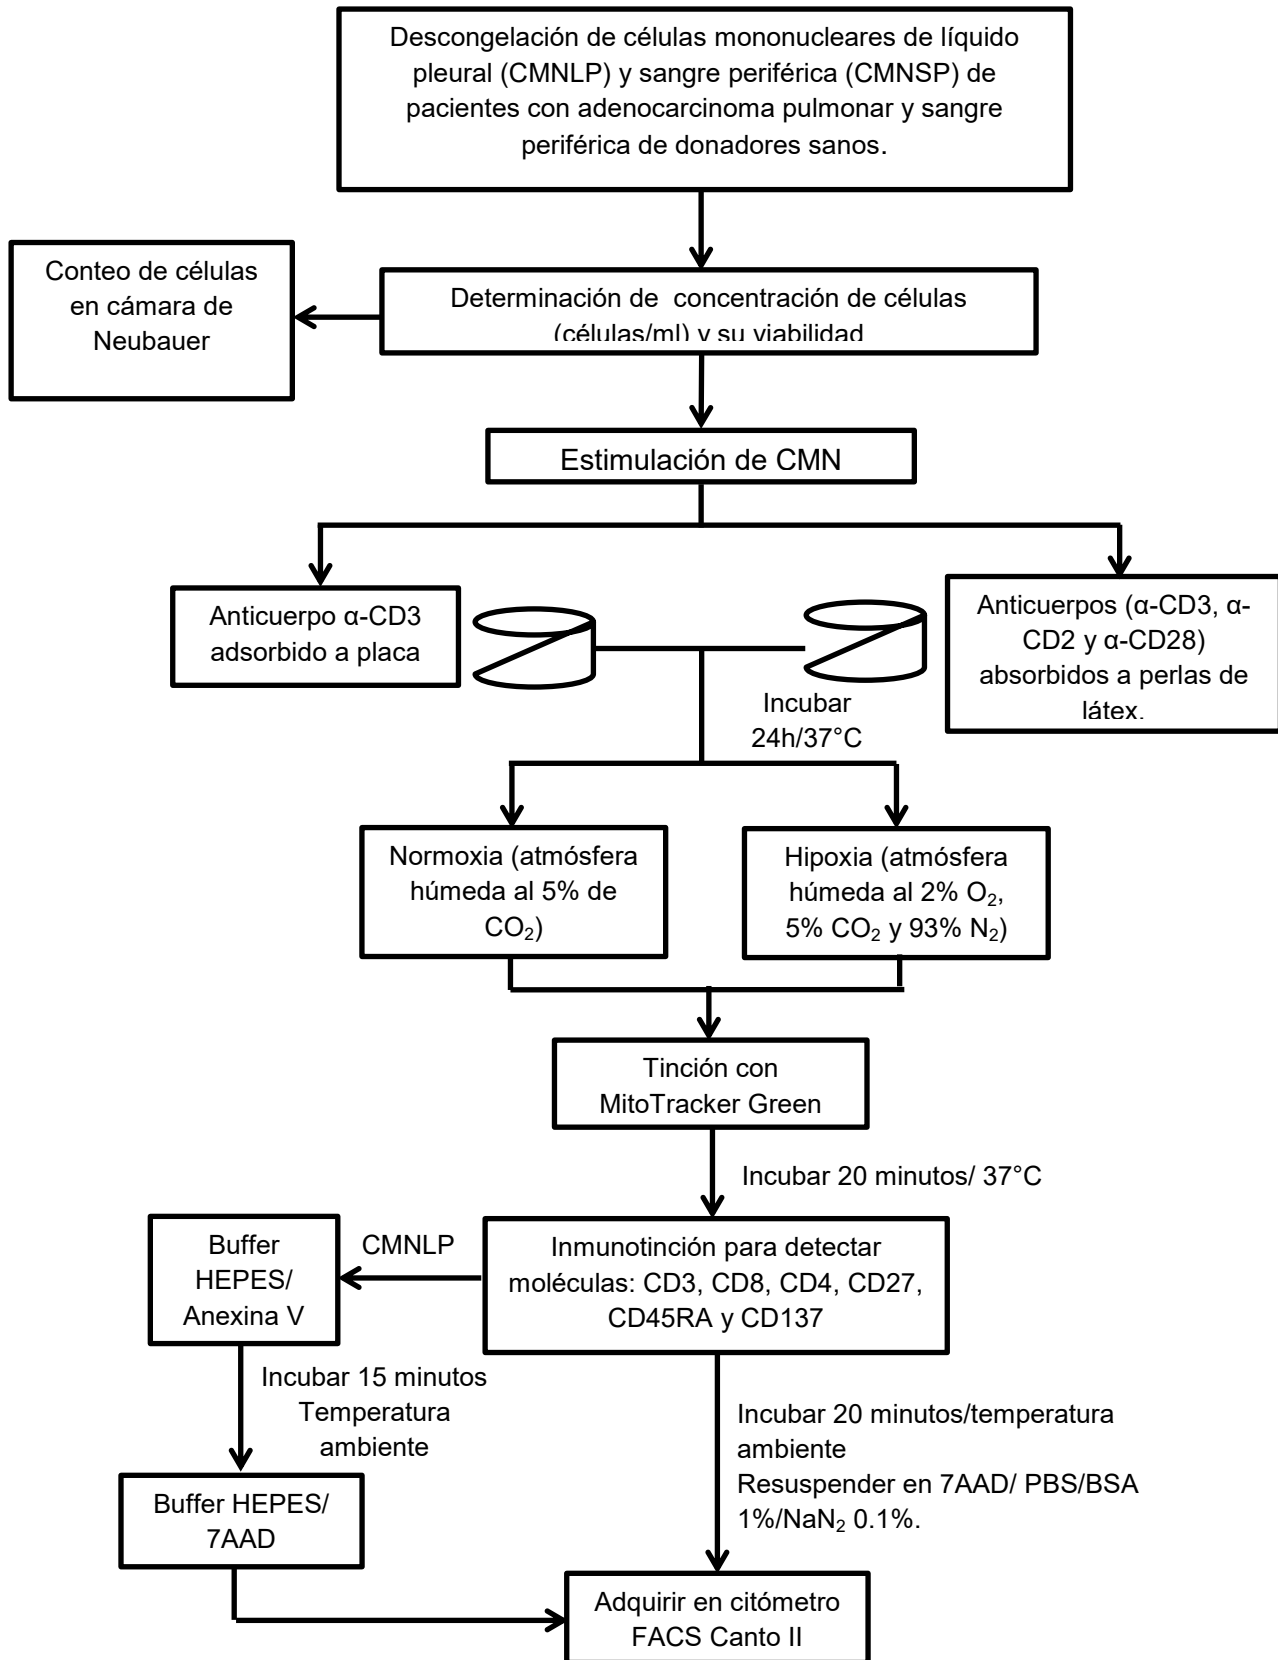 Descongelación de células mononucleares de líquido
pleural (CMNLP) y sangre periférica (CMNSP) de
pacientes con adenocarcinoma pulmonar y sangre
periférica de donadores sanos.
Conteo de células
en cámara de
Neubauer
Determinación de concentración de células
(células/ml) y su viabilidad
Estimulación de CMN
Anticuerpo α-CD3
adsorbido a placa
Anticuerpos (α-CD3, α-
CD2 y α-CD28)
absorbidos a perlas de
látex.
Incubar
24h/37°C
Normoxia (atmósfera
húmeda al 5% de
CO₂)
Hipoxia (atmósfera
húmeda al 2% O₂,
5% CO₂ y 93% N₂)
Tinción con
MitoTracker Green
Incubar 20 minutos/ 37°C
Buffer
HEPES/
Anexina V
CMNLP
Inmunotinción para detectar
moléculas: CD3, CD8, CD4, CD27,
CD45RA y CD137
Incubar 15 minutos
Temperatura
ambiente
Incubar 20 minutos/temperatura
ambiente
Resuspender en 7AAD/ PBS/BSA
1%/NaN₂ 0.1%.
Buffer HEPES/
7AAD
Adquirir en citómetro
FACS Canto II